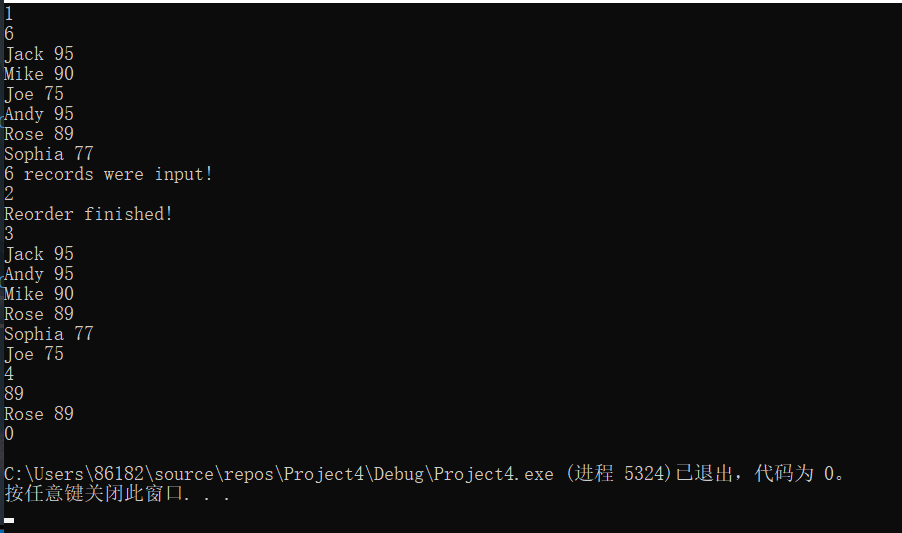 1
6
Jack 95
Mike 90
Joe 75
Andy 95
Rose 89
Sophia 77
6 records were input!
2
Reorder finished!
3
Jack 95
Andy 95
Mike 90
Rose 89
Sophia 77
Joe 75
4
89
Rose 89
0
C:\Users\86182\source\repos\Project4\Debug\Project4.exe (进程 5324)已退出，代码为 0。
按任意键关闭此窗口. . .